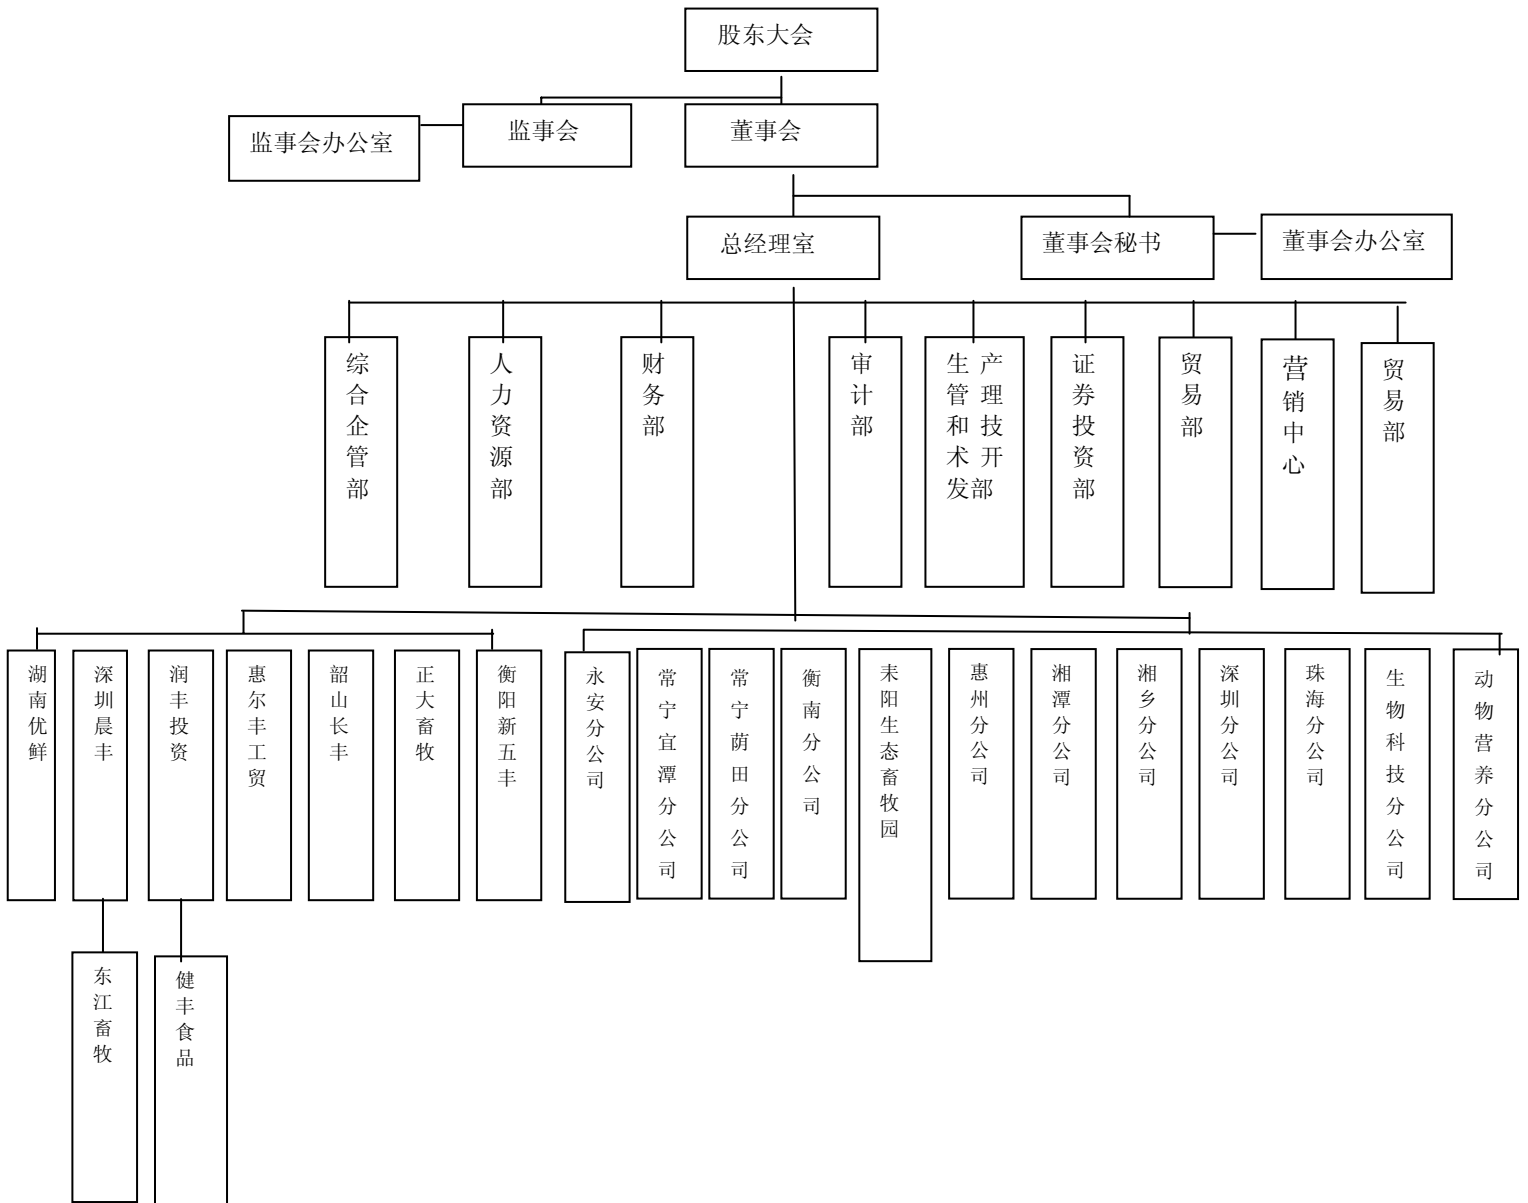 股东大会
监事会办公室
监事会
董事会
总经理室
董事会秘书
董事会办公室
综合企管部
人力资源部
财务部
审计部
生产管理和技术开发部
证券投资部
贸易部
营销中心
贸易部
湖南优鲜
深圳晨丰
润丰投资
惠尔丰工贸
韶山长丰
正大畜牧
衡阳新五丰
永安分公司
常宁宜潭分公司
常宁荫田分公司
衡南分公司
耒阳生态畜牧园
惠州分公司
湘潭分公司
湘乡分公司
深圳分公司
珠海分公司
生物科技分公司
动物营养分公司
东江畜牧
健丰食品